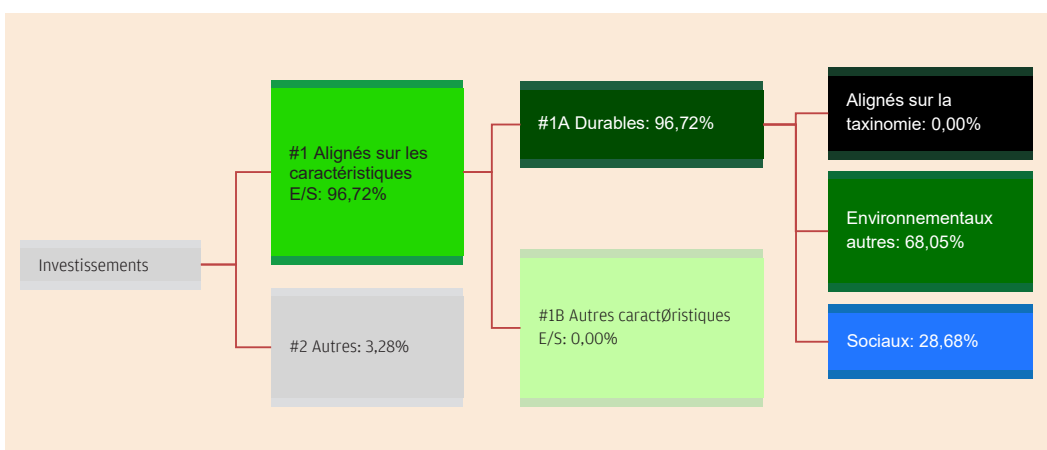 Investissements
#1 Alignés sur les
caractéristiques
E/S: 96,72%
#2 Autres: 3,28%
#1A Durables: 96,72%
#1B Autres caractØristiques
E/S: 0,00%
Alignés sur la
taxinomie: 0,00%
Environnementaux
autres: 68,05%
Sociaux: 28,68%